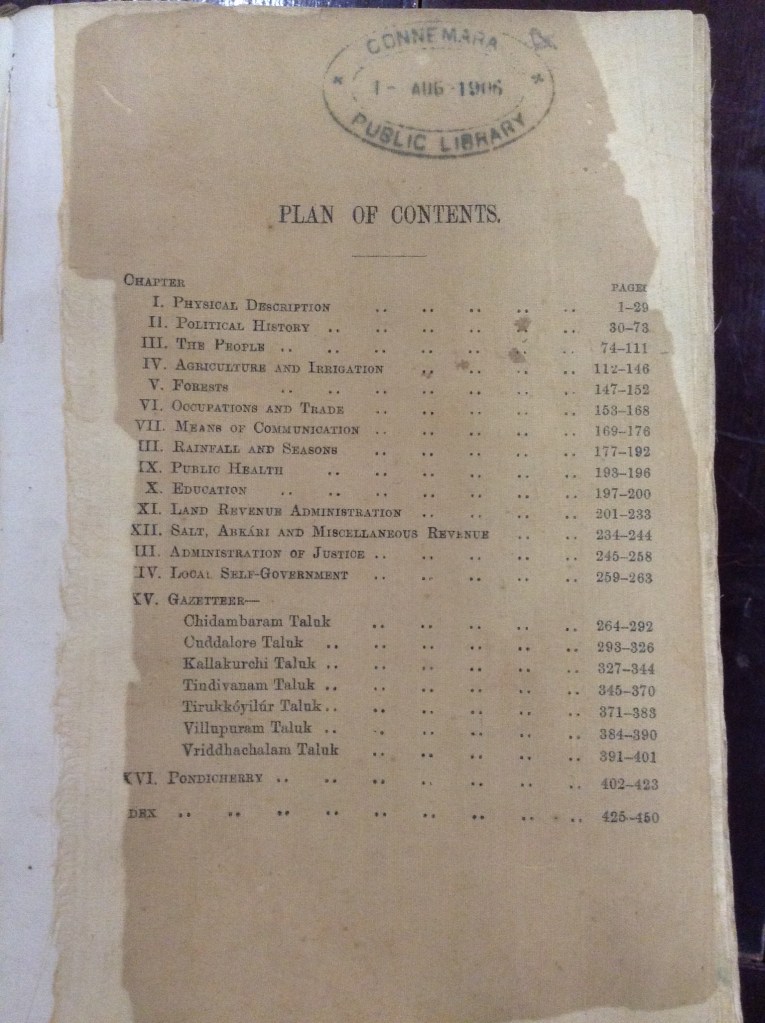 CONNEMARA
1- AUG 1906
PUBLIC LIBRARY
PLAN OF CONTENTS.
CHAPTER PAGE
I. PHYSICAL DESCRIPTION .. .. .. .. .. 1–29
II. POLITICAL HISTORY .. .. .. .. .. .. 30–73
III. THE PEOPLE .. .. .. .. .. .. .. 74–111
IV. AGRICULTURE AND IRRIGATION .. .. .. .. 112–146
V. FORESTS .. .. .. .. .. .. .. 147–152
VI. OCCUPATIONS AND TRADE .. .. .. .. .. 153–168
VII. MEANS OF COMMUNICATION .. .. .. .. .. 169–176
III. RAINFALL AND SEASONS .. .. .. .. .. 177–192
IX. PUBLIC HEALTH .. .. .. .. .. .. 193–196
X. EDUCATION .. .. .. .. .. .. .. 197–200
XI. LAND REVENUE ADMINISTRATION .. .. .. .. 201–233
XII. SALT, ABKÁRI AND MISCELLANEOUS REVENUE .. .. 234–244
III. ADMINISTRATION OF JUSTICE .. .. .. .. .. 245–258
IV. LOCAL SELF-GOVERNMENT .. .. .. .. .. 259–263
XV. GAZETTEER—
Chidambaram Taluk .. .. .. .. .. 264–292
Cuddalore Taluk .. .. .. .. .. .. 293–326
Kallakurchi Taluk .. .. .. .. .. .. 327–344
Tindivanam Taluk .. .. .. .. .. .. 345–370
Tirukkóyilúr Taluk .. .. .. .. .. .. 371–383
Villupuram Taluk .. .. .. .. .. .. 384–390
Vriddhachalam Taluk .. .. .. .. .. 391–401
XVI. PONDICHERRY .. .. .. .. .. .. .. 402–423
DEX .. .. .. .. .. .. .. .. .. 425–450